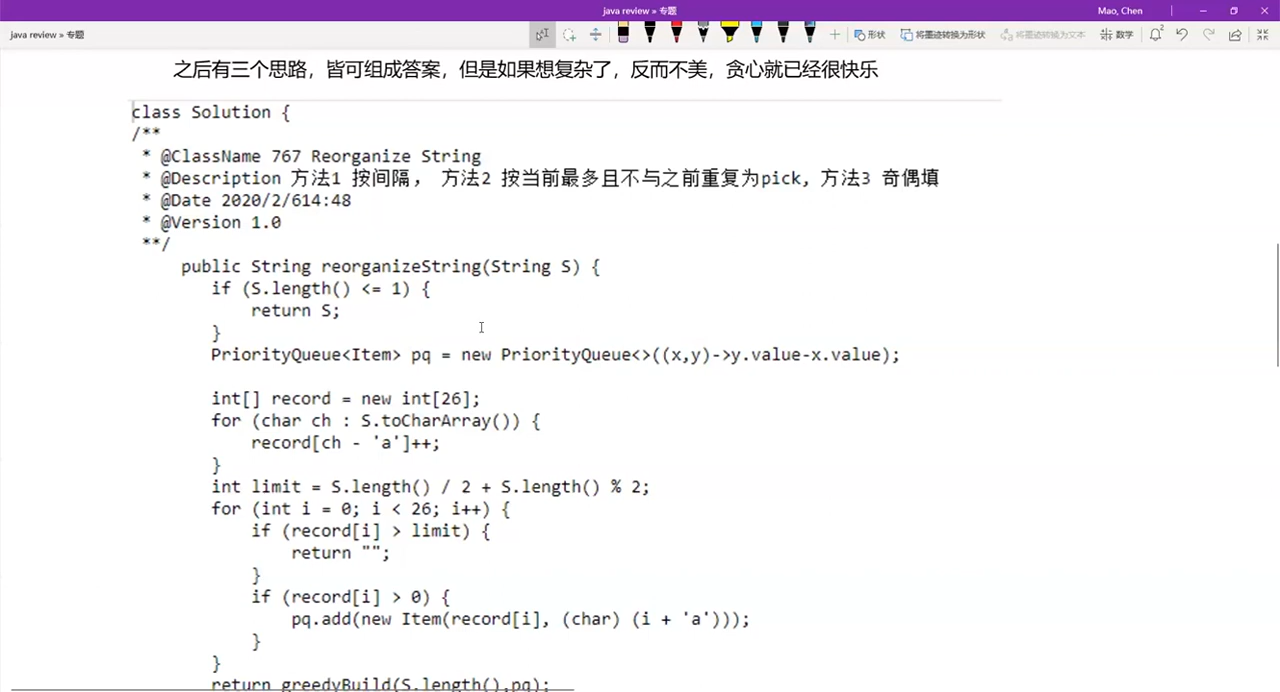 java review » 专题
Mao, Chen
java review » 专题
形状
将墨迹转换为形状
将墨迹转换为文本
数学
之后有三个思路，皆可组成答案，但是如果想复杂了，反而不美，贪心就已经很快乐
class Solution {
/**
* @ClassName 767 Reorganize String
* @Description 方法1 按间隔， 方法2 按当前最多且不与之前重复为pick, 方法3 奇偶填
* @Date 2020/2/614:48
* @Version 1.0
**/
public String reorganizeString(String S) {
if (S.length() <= 1) {
return S;
}
PriorityQueue<Item> pq = new PriorityQueue<>((x,y)->y.value-x.value);
int[] record = new int[26];
for (char ch : S.toCharArray()) {
record[ch - 'a']++;
}
int limit = S.length() / 2 + S.length() % 2;
for (int i = 0; i < 26; i++) {
if (record[i] > limit) {
return "";
}
if (record[i] > 0) {
pq.add(new Item(record[i], (char) (i + 'a')));
}
}
return greedyBuild(S.length(),pq);